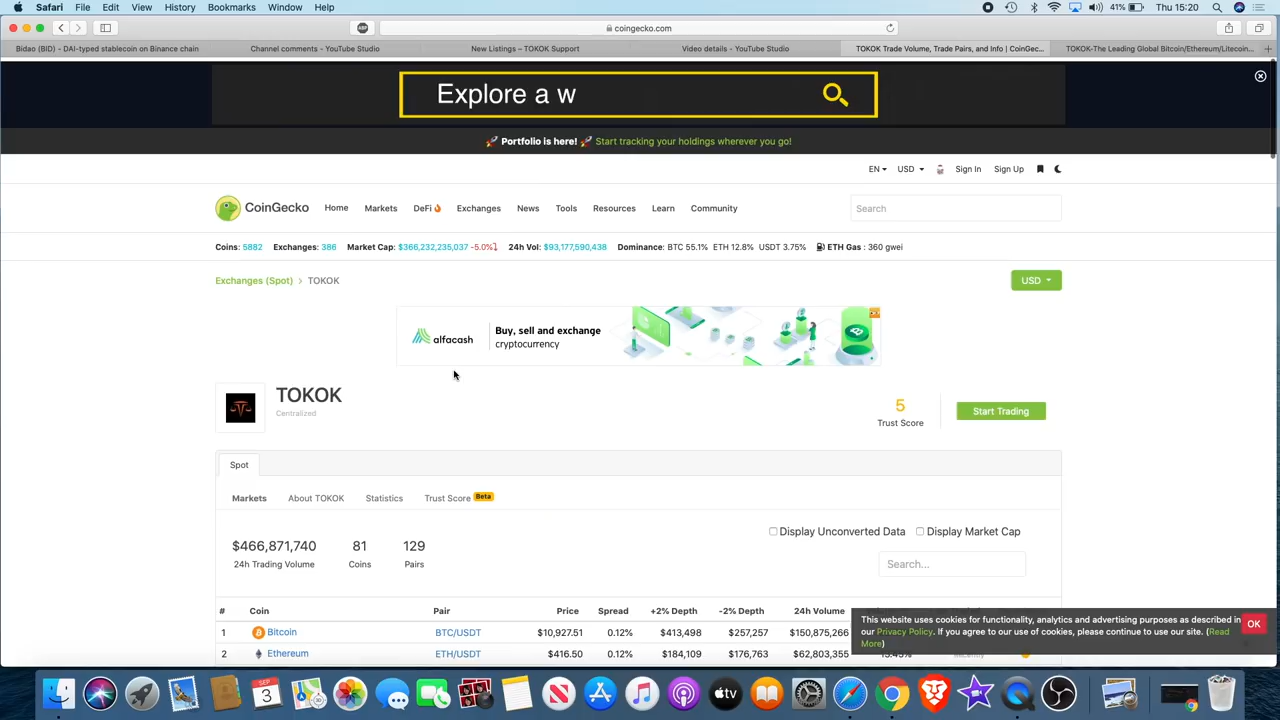 Safari File Edit View History Bookmarks Window Help 41% Thu 15:20
coingecko.com
Bidao (BID) - DAI-typed stablecoin on Binance chain Channel comments - YouTube Studio New Listings – TOKOK Support Video details - YouTube Studio TOKOK Trade Volume, Trade Pairs, and Info | CoinGec... TOKOK-The Leading Global Bitcoin/Ethereum/Litecoin...
Explore a w
🚀 Portfolio is here! 🚀 Start tracking your holdings wherever you go!
EN USD Sign In Sign Up
CoinGecko Home Markets DeFi🔥 Exchanges News Tools Resources Learn Community Search
Coins: 5882 Exchanges: 386 Market Cap: $366,232,235,037 -5.0% 24h Vol: $93,177,590,438 Dominance: BTC 55.1% ETH 12.8% USDT 3.75% ETH Gas : 360 gwei
Exchanges (Spot) › TOKOK USD
alfacash Buy, sell and exchange
cryptocurrency
TOKOK
Centralized
5
Trust Score
Start Trading
Spot
Markets About TOKOK Statistics Trust Score Beta
Display Unconverted Data Display Market Cap
$466,871,740 81 129
24h Trading Volume Coins Pairs
Search...
# Coin Pair Price Spread +2% Depth -2% Depth 24h Volume
1 Bitcoin BTC/USDT $10,927.51 0.12% $413,498 $257,257 $150,875,266
2 Ethereum ETH/USDT $416.50 0.12% $184,109 $176,763 $62,803,355
This website uses cookies for functionality, analytics and advertising purposes as described in
our Privacy Policy. If you agree to our use of cookies, please continue to use our site. (Read
More)
OK
SEP
3
tv